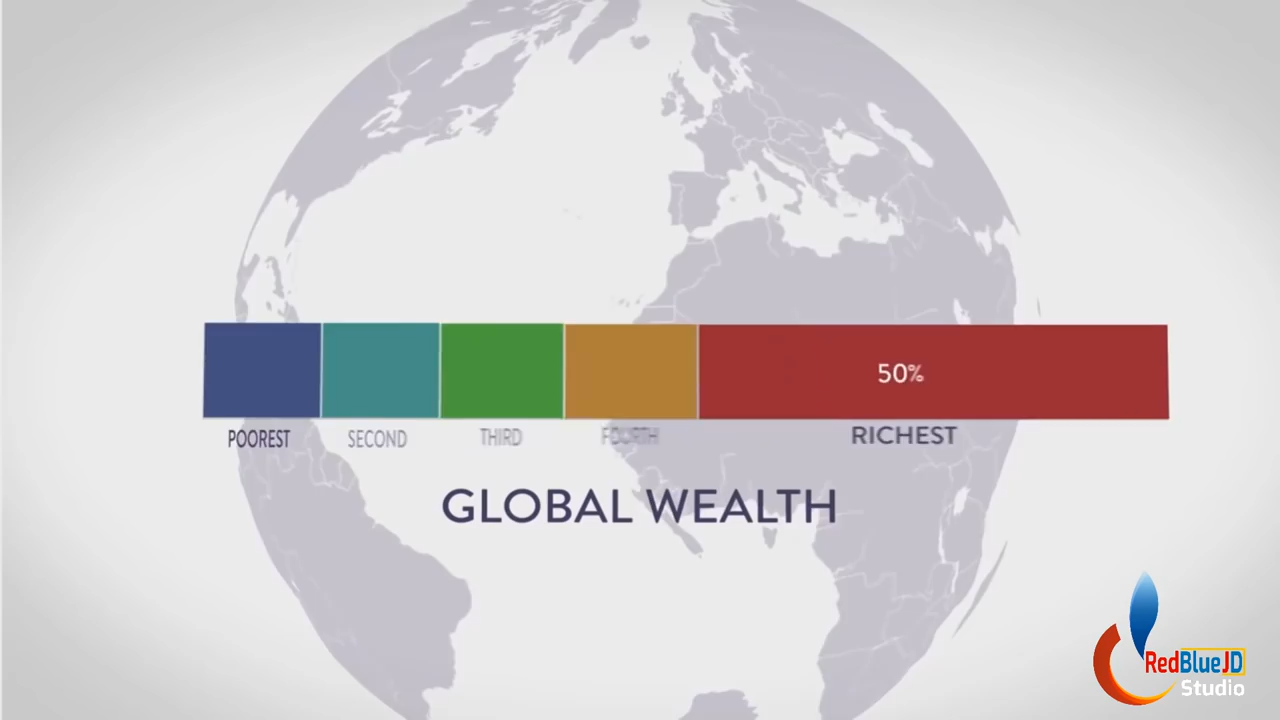 50%
POOREST
SECOND
THIRD
FOURTH
RICHEST
GLOBAL WEALTH
RedBlueJD
Studio